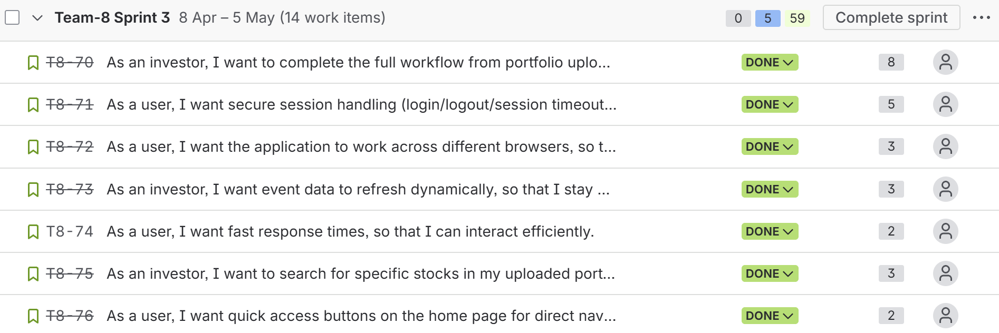 Team-8 Sprint 3 8 Apr – 5 May (14 work items) 0 5 59 Complete sprint
T8-70 As an investor, I want to complete the full workflow from portfolio uplo... DONE 8
T8-71 As a user, I want secure session handling (login/logout/session timeout... DONE 5
T8-72 As a user, I want the application to work across different browsers, so t... DONE 3
T8-73 As an investor, I want event data to refresh dynamically, so that I stay ... DONE 3
T8-74 As a user, I want fast response times, so that I can interact efficiently. DONE 2
T8-75 As an investor, I want to search for specific stocks in my uploaded port... DONE 3
T8-76 As a user, I want quick access buttons on the home page for direct nav... DONE 2